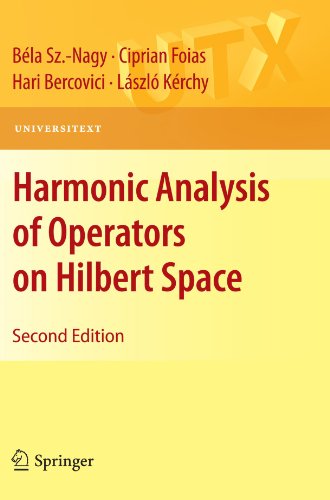 UTX
Béla Sz.-Nagy · Ciprian Foias
Hari Bercovici · László Kérchy
UNIVERSITEXT
Harmonic Analysis
of Operators
on Hilbert Space
Second Edition
Springer